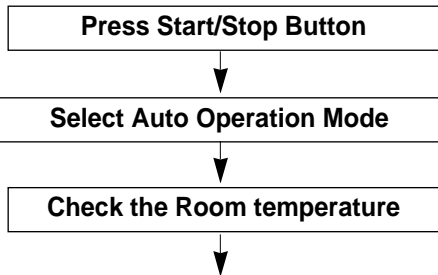 Press Start/Stop Button
Select Auto Operation Mode
Check the Room temperature